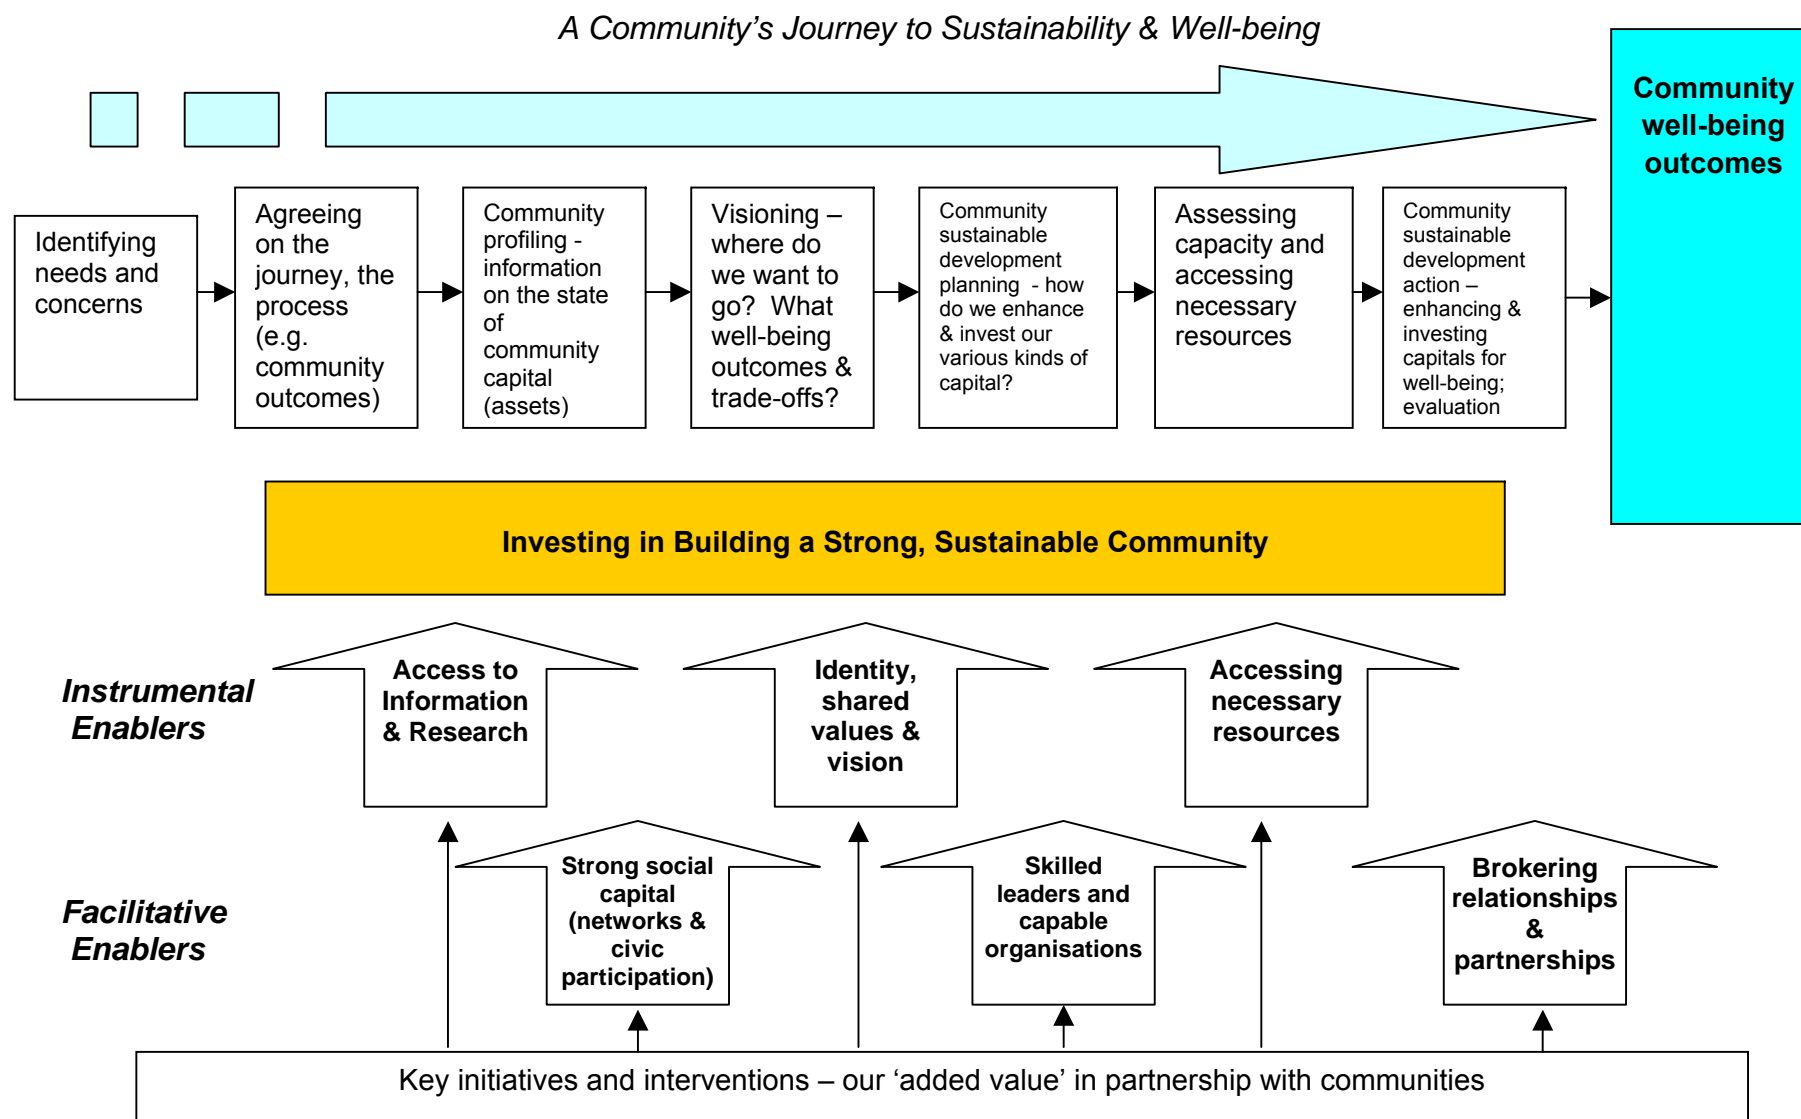 A Community’s Journey to Sustainability & Well-being
Community
well-being
outcomes
Identifying
needs and
concerns
Agreeing
on the
journey, the
process
(e.g.
community
outcomes)
Community
profiling -
information
on the state
of
community
capital
(assets)
Visioning –
where do
we want to
go?  What
well-being
outcomes &
trade-offs?
Community
sustainable
development
planning  - how
do we enhance
& invest our
various kinds of
capital?
Assessing
capacity and
accessing
necessary
resources
Community
sustainable
development
action –
enhancing &
investing
capitals for
well-being;
evaluation
Investing in Building a Strong, Sustainable Community
Instrumental
Enablers
Access to
Information
& Research
Identity,
shared
values &
vision
Accessing
necessary
resources
Facilitative
Enablers
Strong social
capital
(networks &
civic
participation)
Skilled
leaders and
capable
organisations
Brokering
relationships
&
partnerships
Key initiatives and interventions – our ‘added value’ in partnership with communities